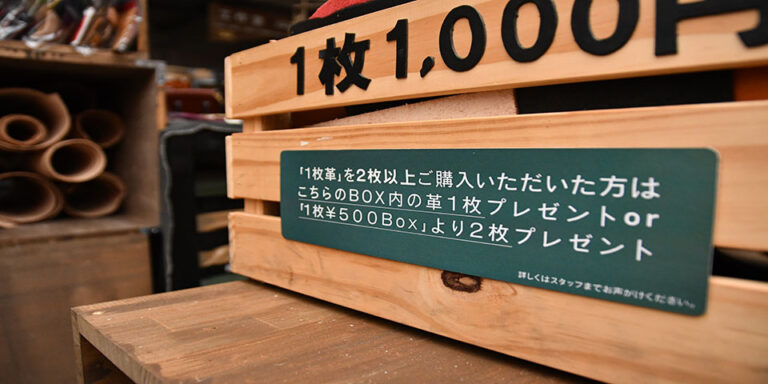 1枚1,000円
「1枚革」を2枚以上ご購入いただいた方は
こちらのBOX内の革1枚プレゼントor
「1枚¥500Box」より2枚プレゼント
詳しくはスタッフまでお声がけください。